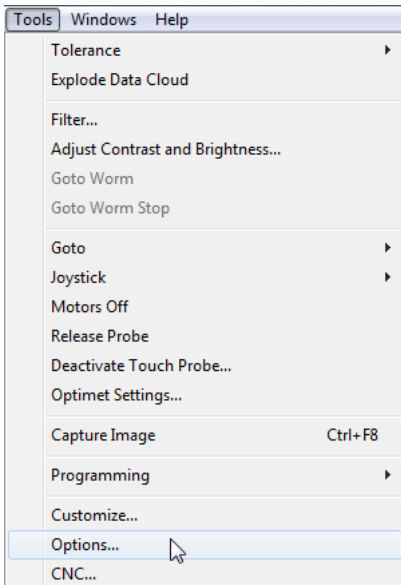 Tools Windows Help
Tolerance
Explode Data Cloud
Filter...
Adjust Contrast and Brightness...
Goto Worm
Goto Worm Stop
Goto
Joystick
Motors Off
Release Probe
Deactivate Touch Probe...
Optimet Settings...
Capture Image Ctrl+F8
Programming
Customize...
Options...
CNC...